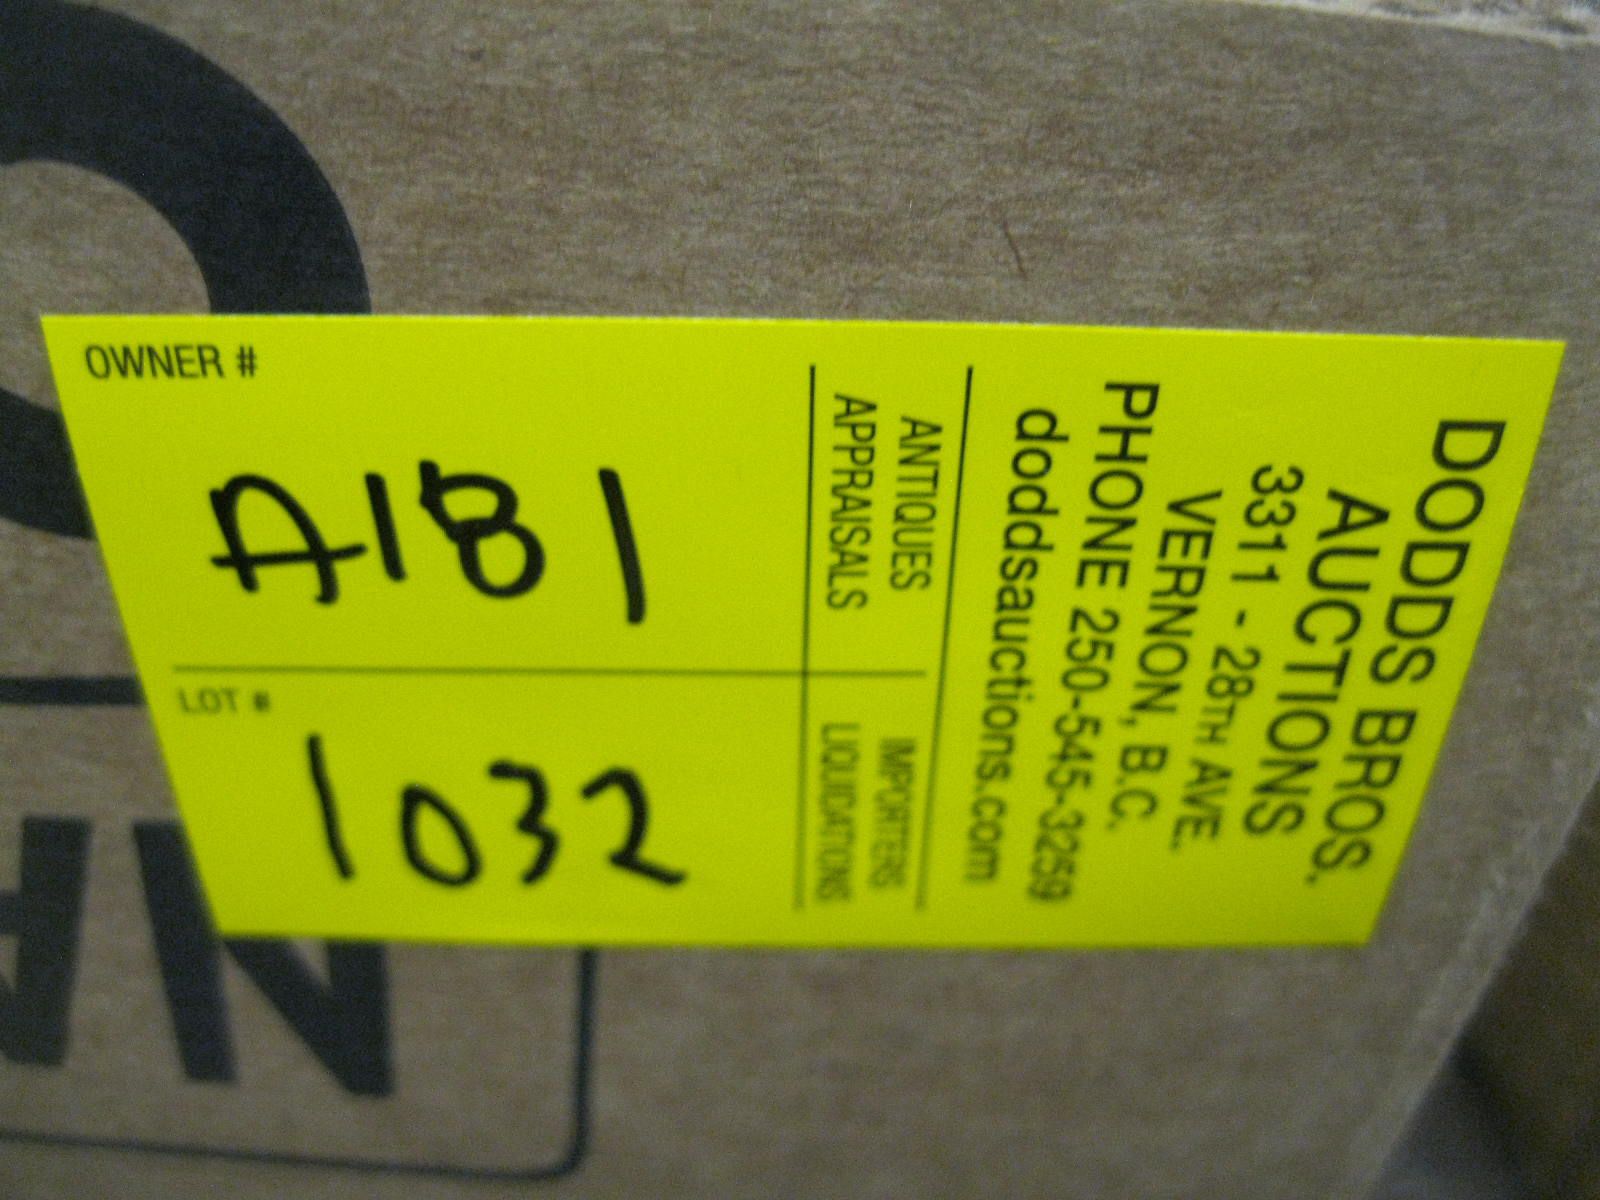 DODDS BROS.
AUCTIONS
3311 - 28TH AVE.
VERNON, B.C.
PHONE 250-545-3259
doddsauctions.com
ANTIQUES IMPORTERS
APPRAISALS LIQUIDATIONS
OWNER #
A181
LOT #
1032